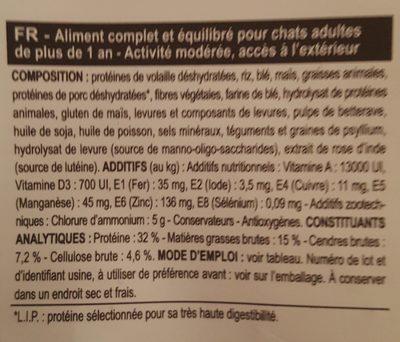 FR - Aliment complet et équilibré pour chats adultes
de plus de 1 an - Activité modérée, accès à l'extérieur
COMPOSITION : protéines de volaille déshydratées, riz, blé, maïs, graisses animales,
protéines de porc déshydratées*, fibres végétales, farine de blé, hydrolysat de protéines
animales, gluten de maïs, levures et composants de levures, pulpe de betterave,
huile de soja, huile de poisson, sels minéraux, téguments et graines de psyllium,
hydrolysat de levure (source de manno-oligo-saccharides), extrait de rose d'inde
(source de lutéine). ADDITIFS (au kg) : Additifs nutritionnels : Vitamine A : 13000 UI,
Vitamine D3 : 700 UI, E1 (Fer) : 35 mg, E2 (Iode) : 3,5 mg, E4 (Cuivre) : 11 mg, E5
(Manganèse) : 45 mg, E6 (Zinc) : 136 mg, E8 (Sélénium) : 0,09 mg - Additifs zootech-
niques : Chlorure d'ammonium : 5 g - Conservateurs - Antioxygènes. CONSTITUANTS
ANALYTIQUES : Protéine : 32 % - Matières grasses brutes : 15 % - Cendres brutes :
7,2 % - Cellulose brute : 4,6 %. MODE D'EMPLOI : voir tableau. Numéro de lot et
d'identifiant usine, à utiliser de préférence avant : voir sur l'emballage. À conserver
dans un endroit sec et frais.
*L.I.P. : protéine sélectionnée pour sa très haute digestibilité.